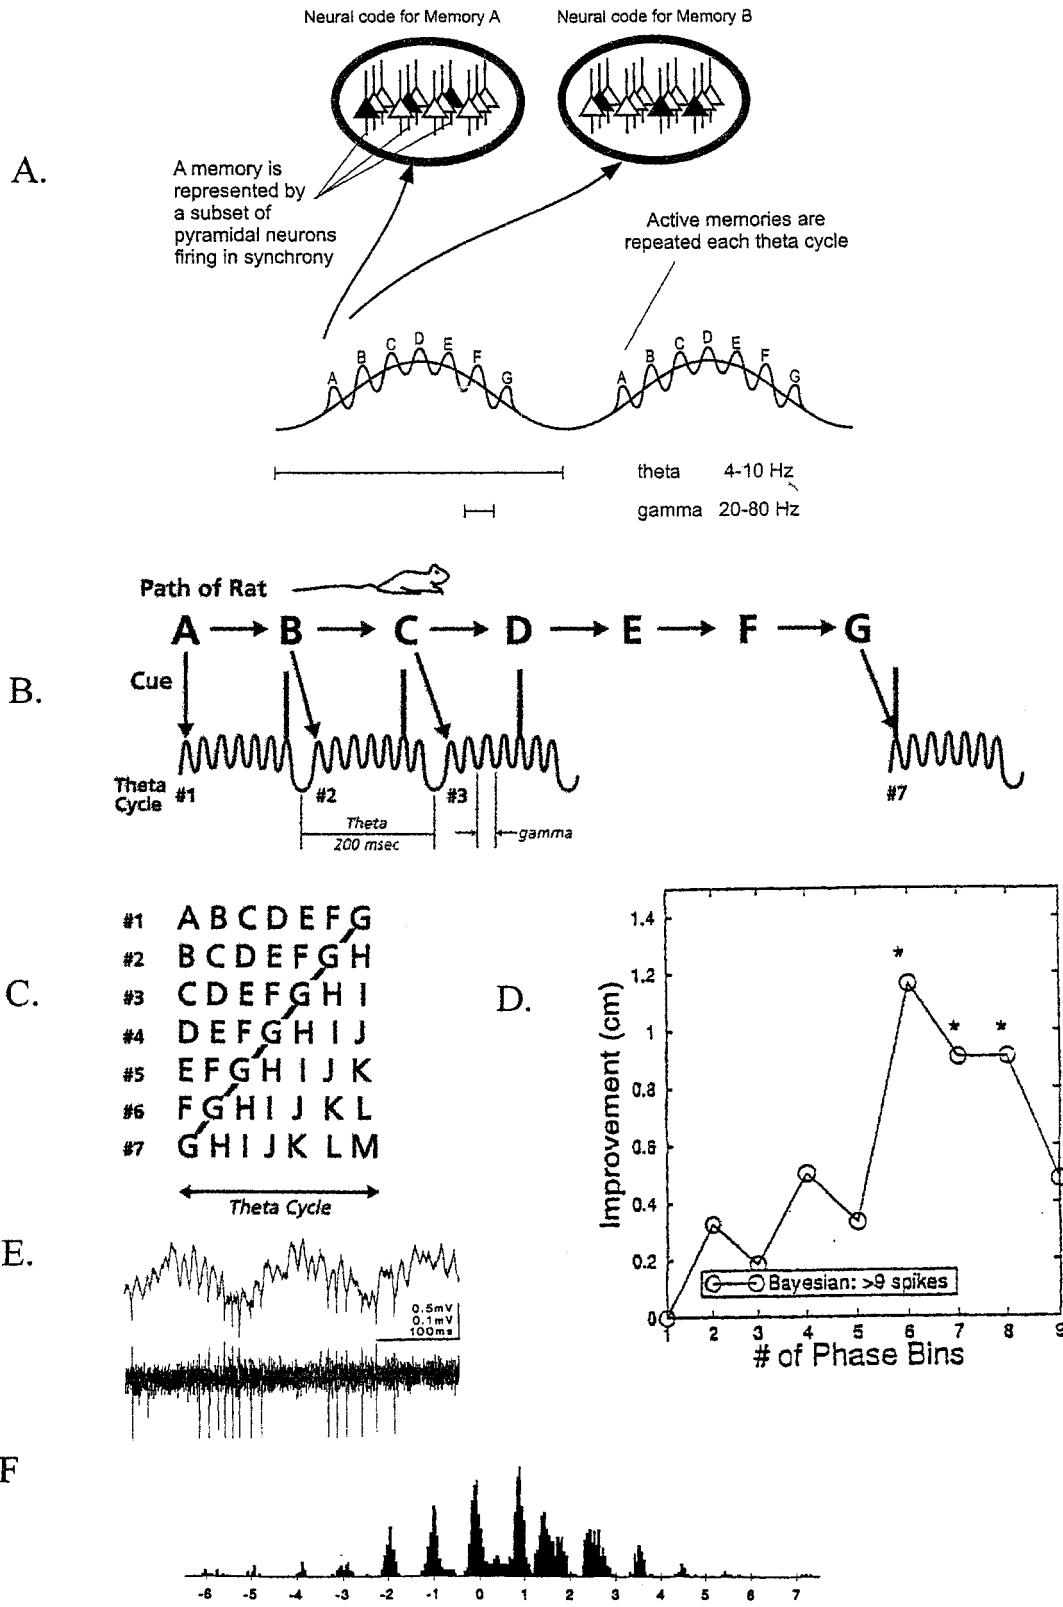 Neural code for Memory A
Neural code for Memory B
A.
A memory is
represented by
a subset of
pyramidal neurons
firing in synchrony
Active memories are
repeated each theta cycle
A B C D E F G
A B C D E F G
theta 4-10 Hz
gamma 20-80 Hz
Path of Rat
A B C D E F G
B.
Cue
Theta
Cycle
#1 #2 #3 #7
Theta
200 msec
gamma
C.
#1 A B C D E F G
#2 B C D E F G H
#3 C D E F G H I
#4 D E F G H I J
#5 E F G H I J K
#6 F G H I J K L
#7 G H I J K L M
Theta Cycle
D.
Improvement (cm)
1.4
1.2
1
0.8
0.6
0.4
0.2
0
* * *
Bayesian: >9 spikes
1 2 3 4 5 6 7 8 9
# of Phase Bins
E.
0.5mV
0.1mV
100ms
F
-6 -5 -4 -3 -2 -1 0 1 2 3 4 5 6 7